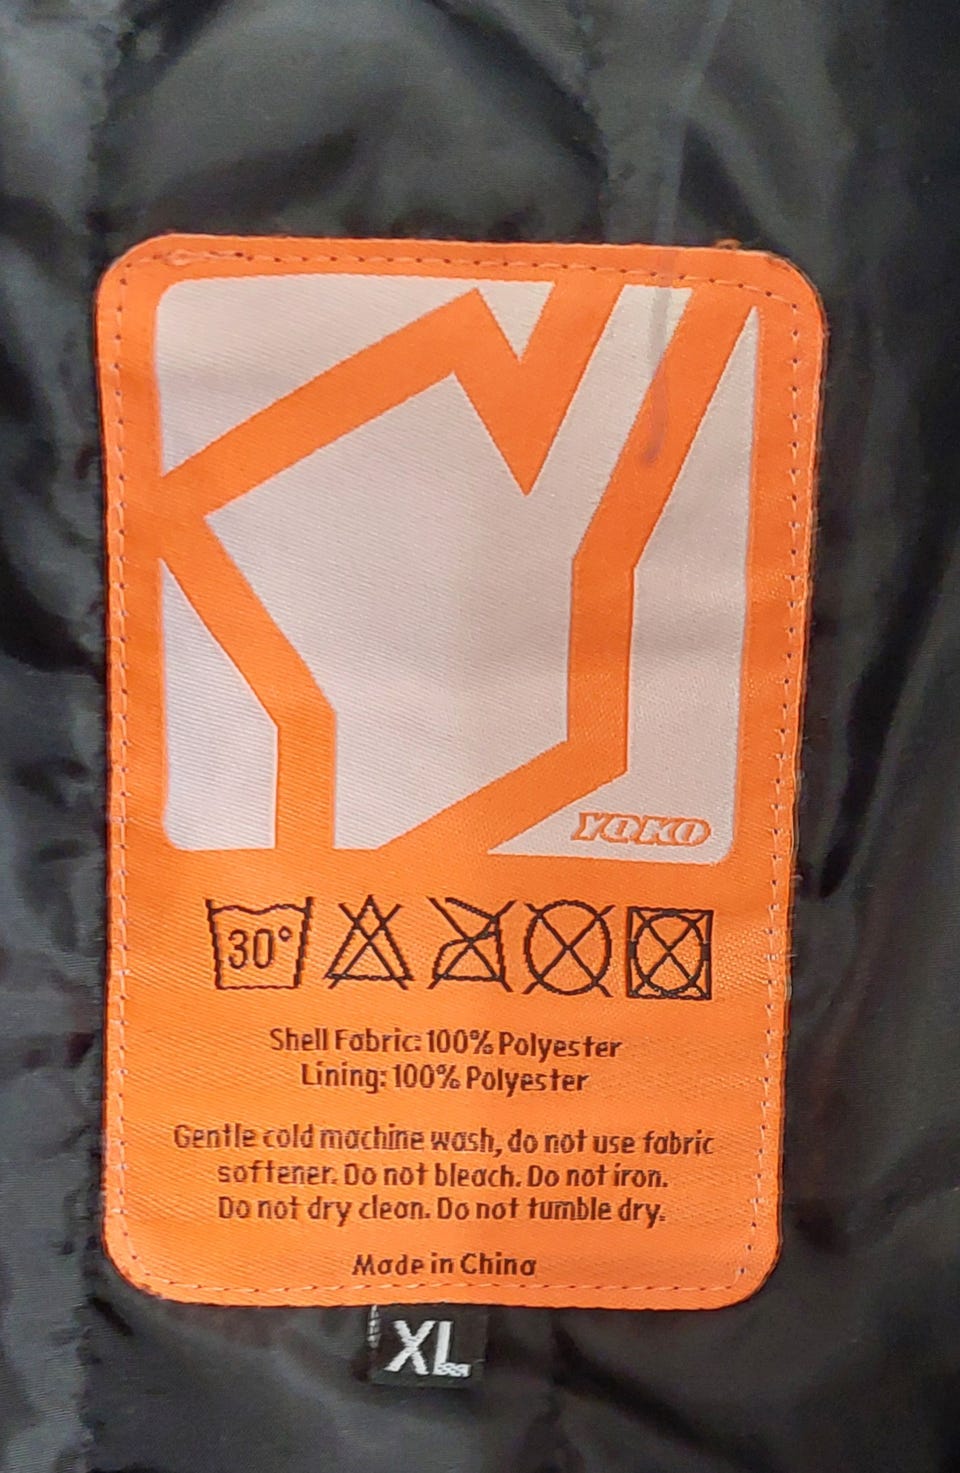 YOKO
30°
Shell Fabric: 100% Polyester
Lining: 100% Polyester
Gentle cold machine wash, do not use fabric
softener. Do not bleach. Do not iron.
Do not dry clean. Do not tumble dry.
Made in China
XL